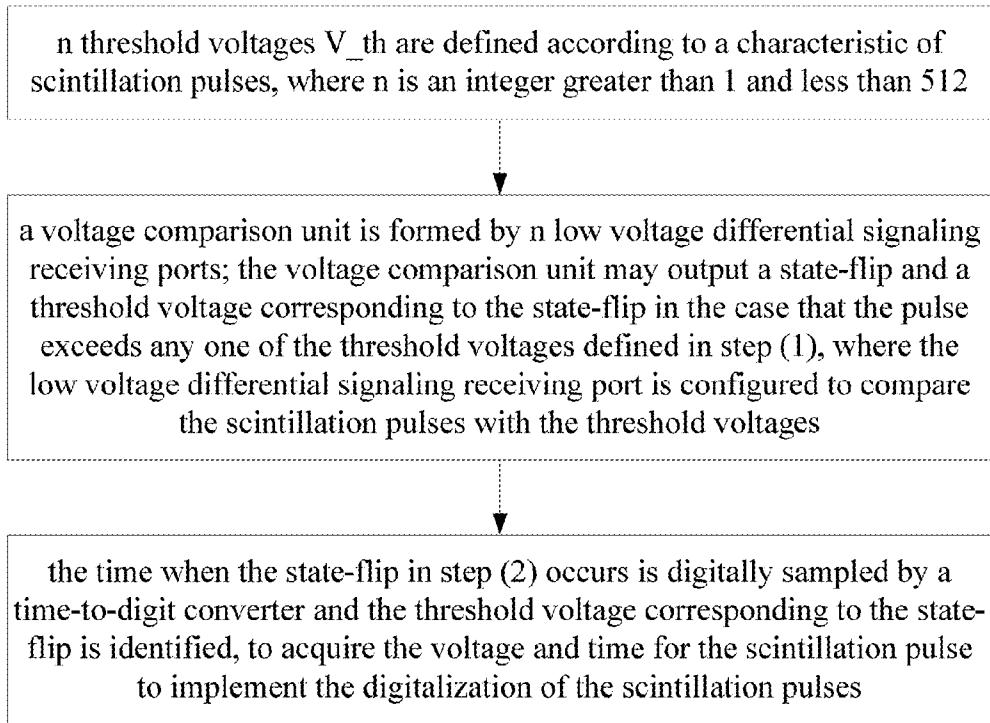 n threshold voltages V_th are defined according to a characteristic of
scintillation pulses, where n is an integer greater than 1 and less than 512
a voltage comparison unit is formed by n low voltage differential signaling
receiving ports; the voltage comparison unit may output a state-flip and a
threshold voltage corresponding to the state-flip in the case that the pulse
exceeds any one of the threshold voltages defined in step (1), where the
low voltage differential signaling receiving port is configured to compare
the scintillation pulses with the threshold voltages
the time when the state-flip in step (2) occurs is digitally sampled by a
time-to-digit converter and the threshold voltage corresponding to the state-
flip is identified, to acquire the voltage and time for the scintillation pulse
to implement the digitalization of the scintillation pulses